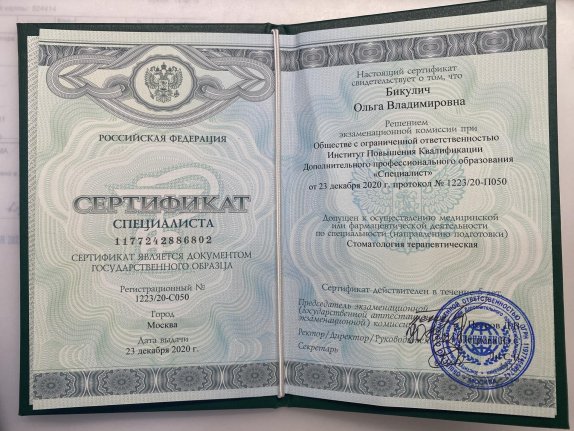 РОССИЙСКАЯ ФЕДЕРАЦИЯ
СЕРТИФИКАТ
СПЕЦИАЛИСТА
1177242886802
СЕРТИФИКАТ ЯВЛЯЕТСЯ ДОКУМЕНТОМ
ГОСУДАРСТВЕННОГО ОБРАЗЦА
Регистрационный №
1223/20-С050
Город
Москва
Дата выдачи
23 декабря 2020 г.
Настоящий сертификат
свидетельствует о том, что
Бикулич
Ольга Владимировна
Решением
экзаменационной комиссии при
Обществе с ограниченной ответственностью
Институт Повышения Квалификации
Дополнительного профессионального образования
«Специалист»
от 23 декабря 2020 г. протокол № 1223/20-П050
Допущен к осуществлению медицинской
или фармацевтической деятельности
по специальности (направлению подготовки)
Стоматология терапевтическая
Сертификат действителен в течение 5 лет
Председатель экзаменационной
(государственной аттестационной
экзаменационной) комиссии
Ректор/Директор/Руководитель
Секретарь